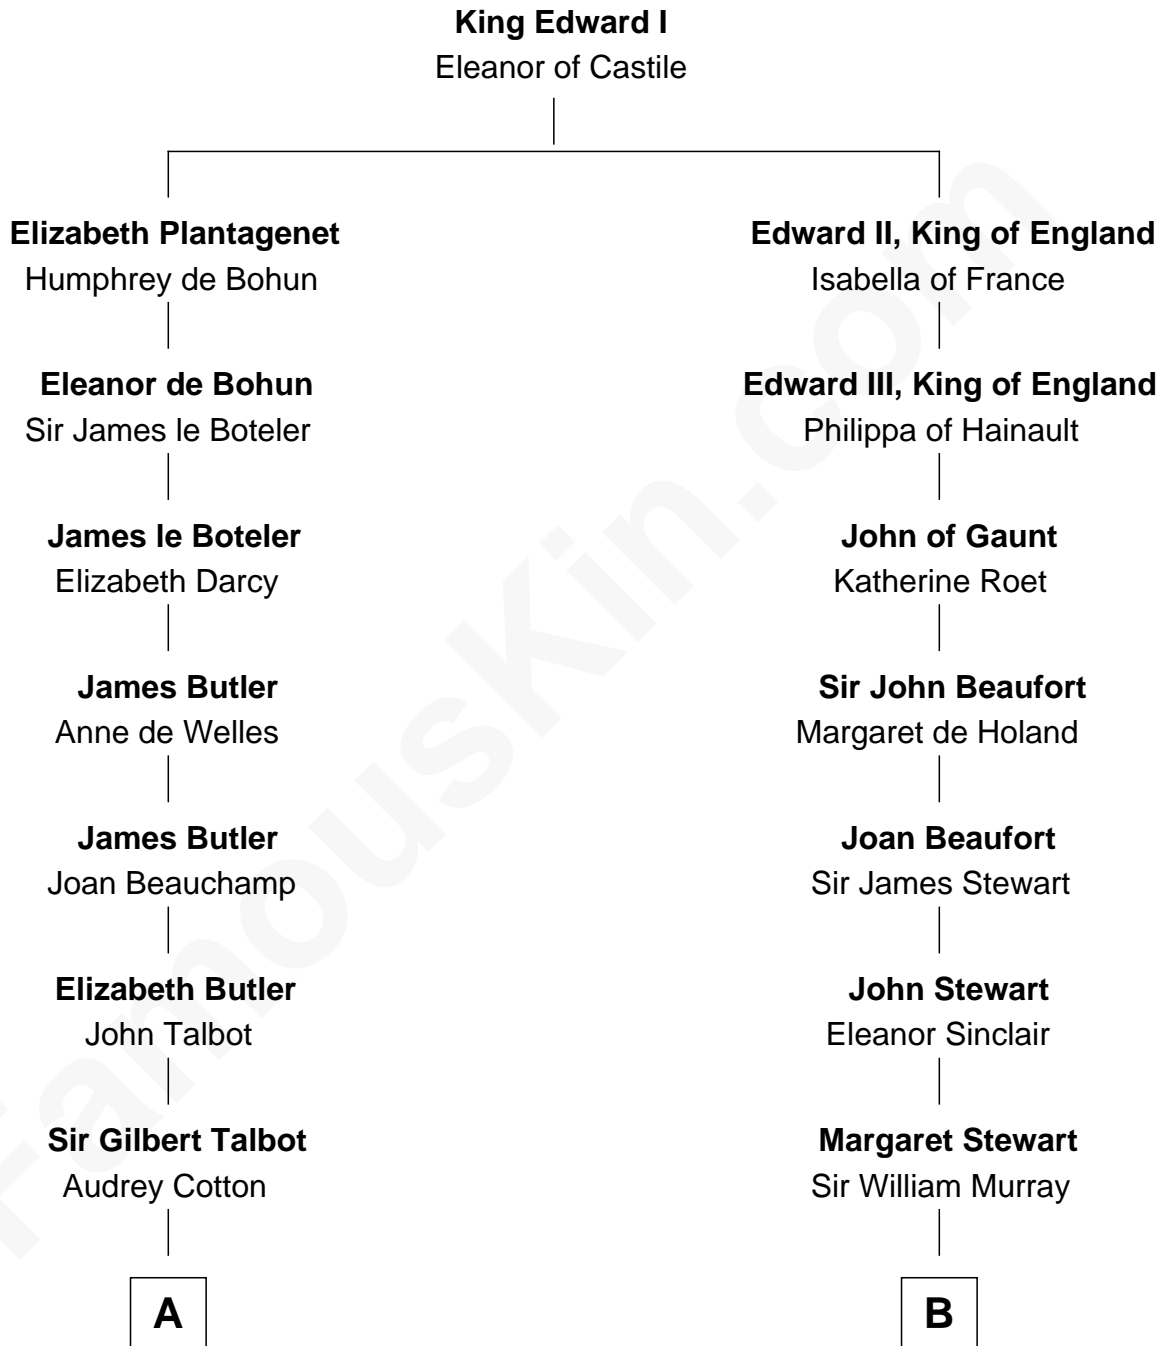 King Edward I
Eleanor of Castile
Elizabeth Plantagenet
Humphrey de Bohun
Edward II, King of England
Isabella of France
Eleanor de Bohun
Sir James le Boteler
Edward III, King of England
Philippa of Hainault
James le Boteler
Elizabeth Darcy
John of Gaunt
Katherine Roet
James Butler
Anne de Welles
Sir John Beaufort
Margaret de Holand
James Butler
Joan Beauchamp
Joan Beaufort
Sir James Stewart
Elizabeth Butler
John Talbot
John Stewart
Eleanor Sinclair
Sir Gilbert Talbot
Audrey Cotton
Margaret Stewart
Sir William Murray
A
B
FamousKin.com